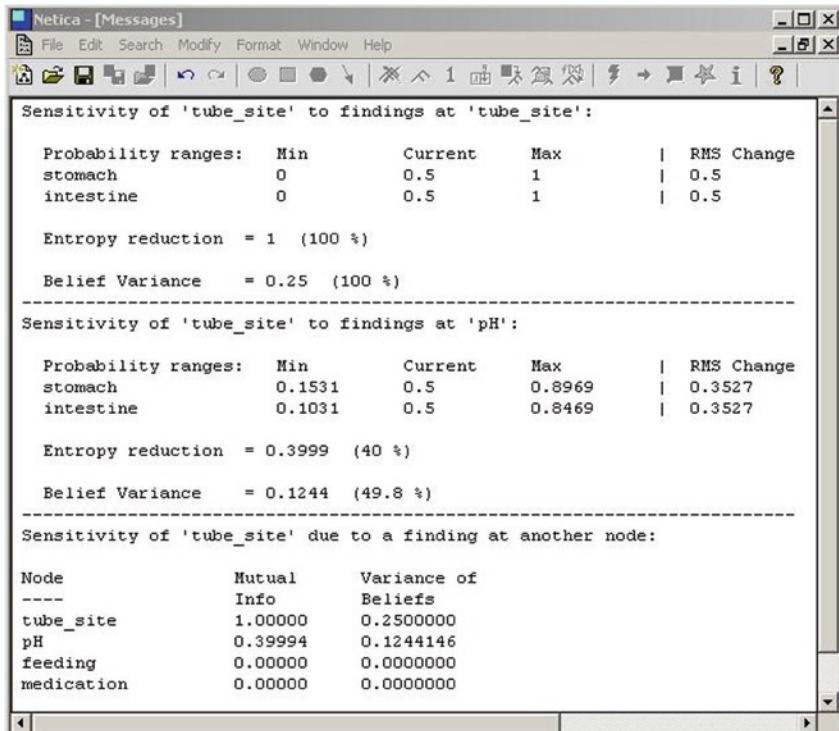 Netica - [Messages]
File Edit Search Modify Format Window Help
Sensitivity of 'tube_site' to findings at 'tube_site':
Probability ranges: Min Current Max | RMS Change
stomach 0 0.5 1 | 0.5
intestine 0 0.5 1 | 0.5
Entropy reduction = 1 (100 %)
Belief Variance = 0.25 (100 %)
--------------------------------------------------------------------------------
Sensitivity of 'tube_site' to findings at 'pH':
Probability ranges: Min Current Max | RMS Change
stomach 0.1531 0.5 0.8969 | 0.3527
intestine 0.1031 0.5 0.8469 | 0.3527
Entropy reduction = 0.3999 (40 %)
Belief Variance = 0.1244 (49.8 %)
--------------------------------------------------------------------------------
Sensitivity of 'tube_site' due to a finding at another node:
Node Mutual Variance of
---- Info Beliefs
tube_site 1.00000 0.2500000
pH 0.39994 0.1244146
feeding 0.00000 0.0000000
medication 0.00000 0.0000000